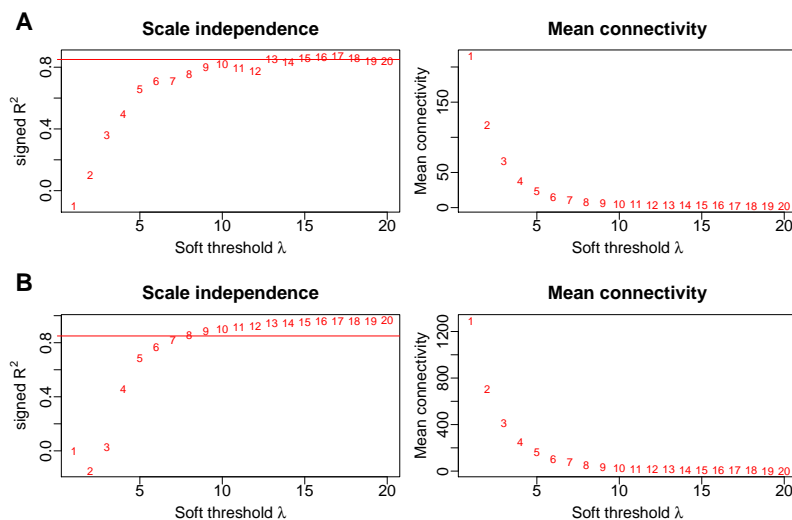 A
Scale independence
Mean connectivity
signed R²
0.0
0.4
0.8
1 2 3 4 5 6 7 8 9 10 11 12 13 14 15 16 17 18 19 20
5 10 15 20
Soft threshold λ
Mean connectivity
0
50
150
1 2 3 4 5 6 7 8 9 10 11 12 13 14 15 16 17 18 19 20
5 10 15 20
Soft threshold λ
B
Scale independence
Mean connectivity
signed R²
0.0
0.4
0.8
1 2 3 4 5 6 7 8 9 10 11 12 13 14 15 16 17 18 19 20
5 10 15 20
Soft threshold λ
Mean connectivity
0
400
800
1200
1 2 3 4 5 6 7 8 9 10 11 12 13 14 15 16 17 18 19 20
5 10 15 20
Soft threshold λ